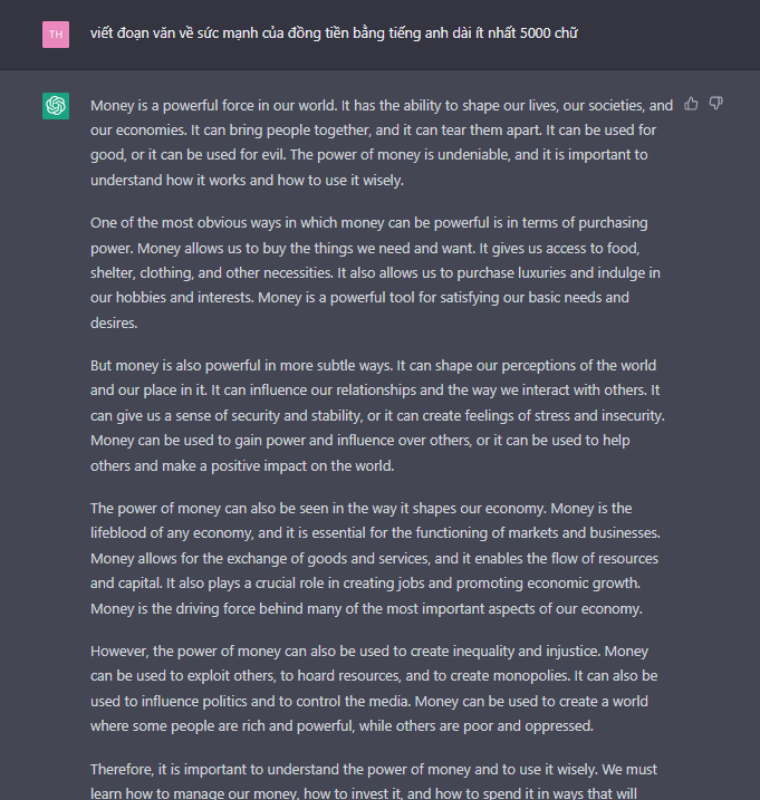 TH
viết đoạn văn về sức mạnh của đồng tiền bằng tiếng anh dài ít nhất 5000 chữ
Money is a powerful force in our world. It has the ability to shape our lives, our societies, and
our economies. It can bring people together, and it can tear them apart. It can be used for
good, or it can be used for evil. The power of money is undeniable, and it is important to
understand how it works and how to use it wisely.
One of the most obvious ways in which money can be powerful is in terms of purchasing
power. Money allows us to buy the things we need and want. It gives us access to food,
shelter, clothing, and other necessities. It also allows us to purchase luxuries and indulge in
our hobbies and interests. Money is a powerful tool for satisfying our basic needs and
desires.
But money is also powerful in more subtle ways. It can shape our perceptions of the world
and our place in it. It can influence our relationships and the way we interact with others. It
can give us a sense of security and stability, or it can create feelings of stress and insecurity.
Money can be used to gain power and influence over others, or it can be used to help
others and make a positive impact on the world.
The power of money can also be seen in the way it shapes our economy. Money is the
lifeblood of any economy, and it is essential for the functioning of markets and businesses.
Money allows for the exchange of goods and services, and it enables the flow of resources
and capital. It also plays a crucial role in creating jobs and promoting economic growth.
Money is the driving force behind many of the most important aspects of our economy.
However, the power of money can also be used to create inequality and injustice. Money
can be used to exploit others, to hoard resources, and to create monopolies. It can also be
used to influence politics and to control the media. Money can be used to create a world
where some people are rich and powerful, while others are poor and oppressed.
Therefore, it is important to understand the power of money and to use it wisely. We must
learn how to manage our money, how to invest it, and how to spend it in ways that will